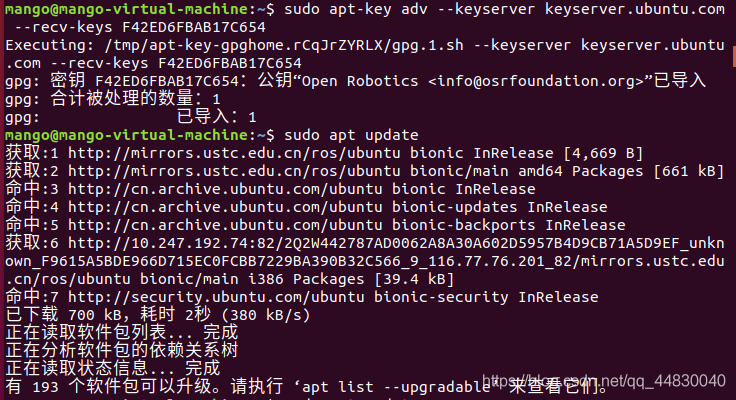 mango@mango-virtual-machine:~$ sudo apt-key adv --keyserver keyserver.ubuntu.com
 --recv-keys F42ED6FBAB17C654
Executing: /tmp/apt-key-gpghome.rCqJrZYRLX/gpg.1.sh --keyserver keyserver.ubuntu
.com --recv-keys F42ED6FBAB17C654
gpg: 密钥 F42ED6FBAB17C654：公钥“Open Robotics <info@osrfoundation.org>”已导入
gpg: 合计被处理的数量：1
gpg:               已导入：1
mango@mango-virtual-machine:~$ sudo apt update
获取:1 http://mirrors.ustc.edu.cn/ros/ubuntu bionic InRelease [4,669 B]
获取:2 http://mirrors.ustc.edu.cn/ros/ubuntu bionic/main amd64 Packages [661 kB]
命中:3 http://cn.archive.ubuntu.com/ubuntu bionic InRelease
命中:4 http://cn.archive.ubuntu.com/ubuntu bionic-updates InRelease
命中:5 http://cn.archive.ubuntu.com/ubuntu bionic-backports InRelease
获取:6 http://10.247.192.74:82/2Q2W442787AD0062A8A30A602D5957B4D9CB71A5D9EF_unkn
own_F9615A5BDE966D715EC0FCBB7229BA390B32C566_9_116.77.76.201_82/mirrors.ustc.edu
.cn/ros/ubuntu bionic/main i386 Packages [39.4 kB]
命中:7 http://security.ubuntu.com/ubuntu bionic-security InRelease
已下载 700 kB，耗时 2秒 (380 kB/s)
正在读取软件包列表... 完成
正在分析软件包的依赖关系树
正在读取状态信息... 完成
有 193 个软件包可以升级。请执行 ‘apt list --upgradable’ 来查看它们。
https://blog.csdn.net/qq_44830040